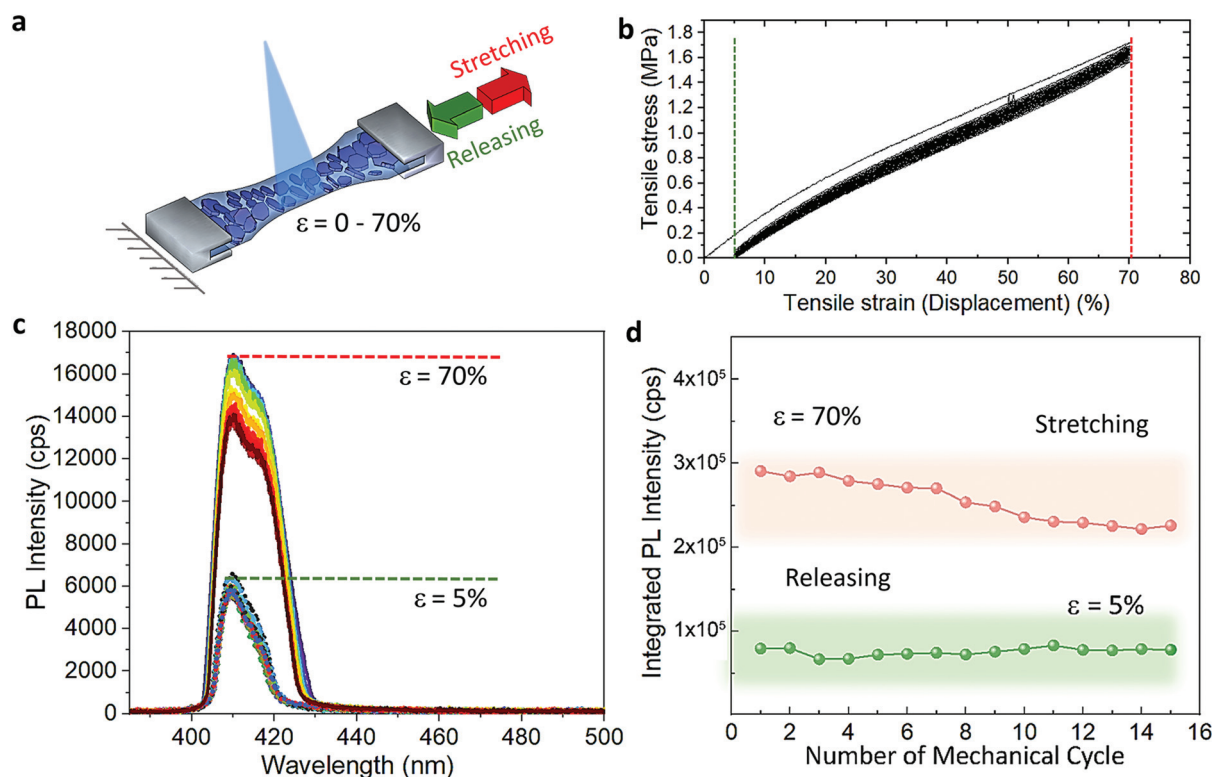 a
Stretching
Releasing
ε = 0 - 70%
b
Tensile stress (MPa)
1.8
1.6
1.4
1.2
1.0
0.8
0.6
0.4
0.2
0.0
0 10 20 30 40 50 60 70 80
Tensile strain (Displacement) (%)
c
PL Intensity (cps)
18000
16000
14000
12000
10000
8000
6000
4000
2000
0
ε = 70%
ε = 5%
400 420 440 460 480 500
Wavelength (nm)
d
Integrated PL Intensity (cps)
4x10⁵
3x10⁵
2x10⁵
1x10⁵
ε = 70%
Stretching
Releasing
ε = 5%
0 2 4 6 8 10 12 14 16
Number of Mechanical Cycle